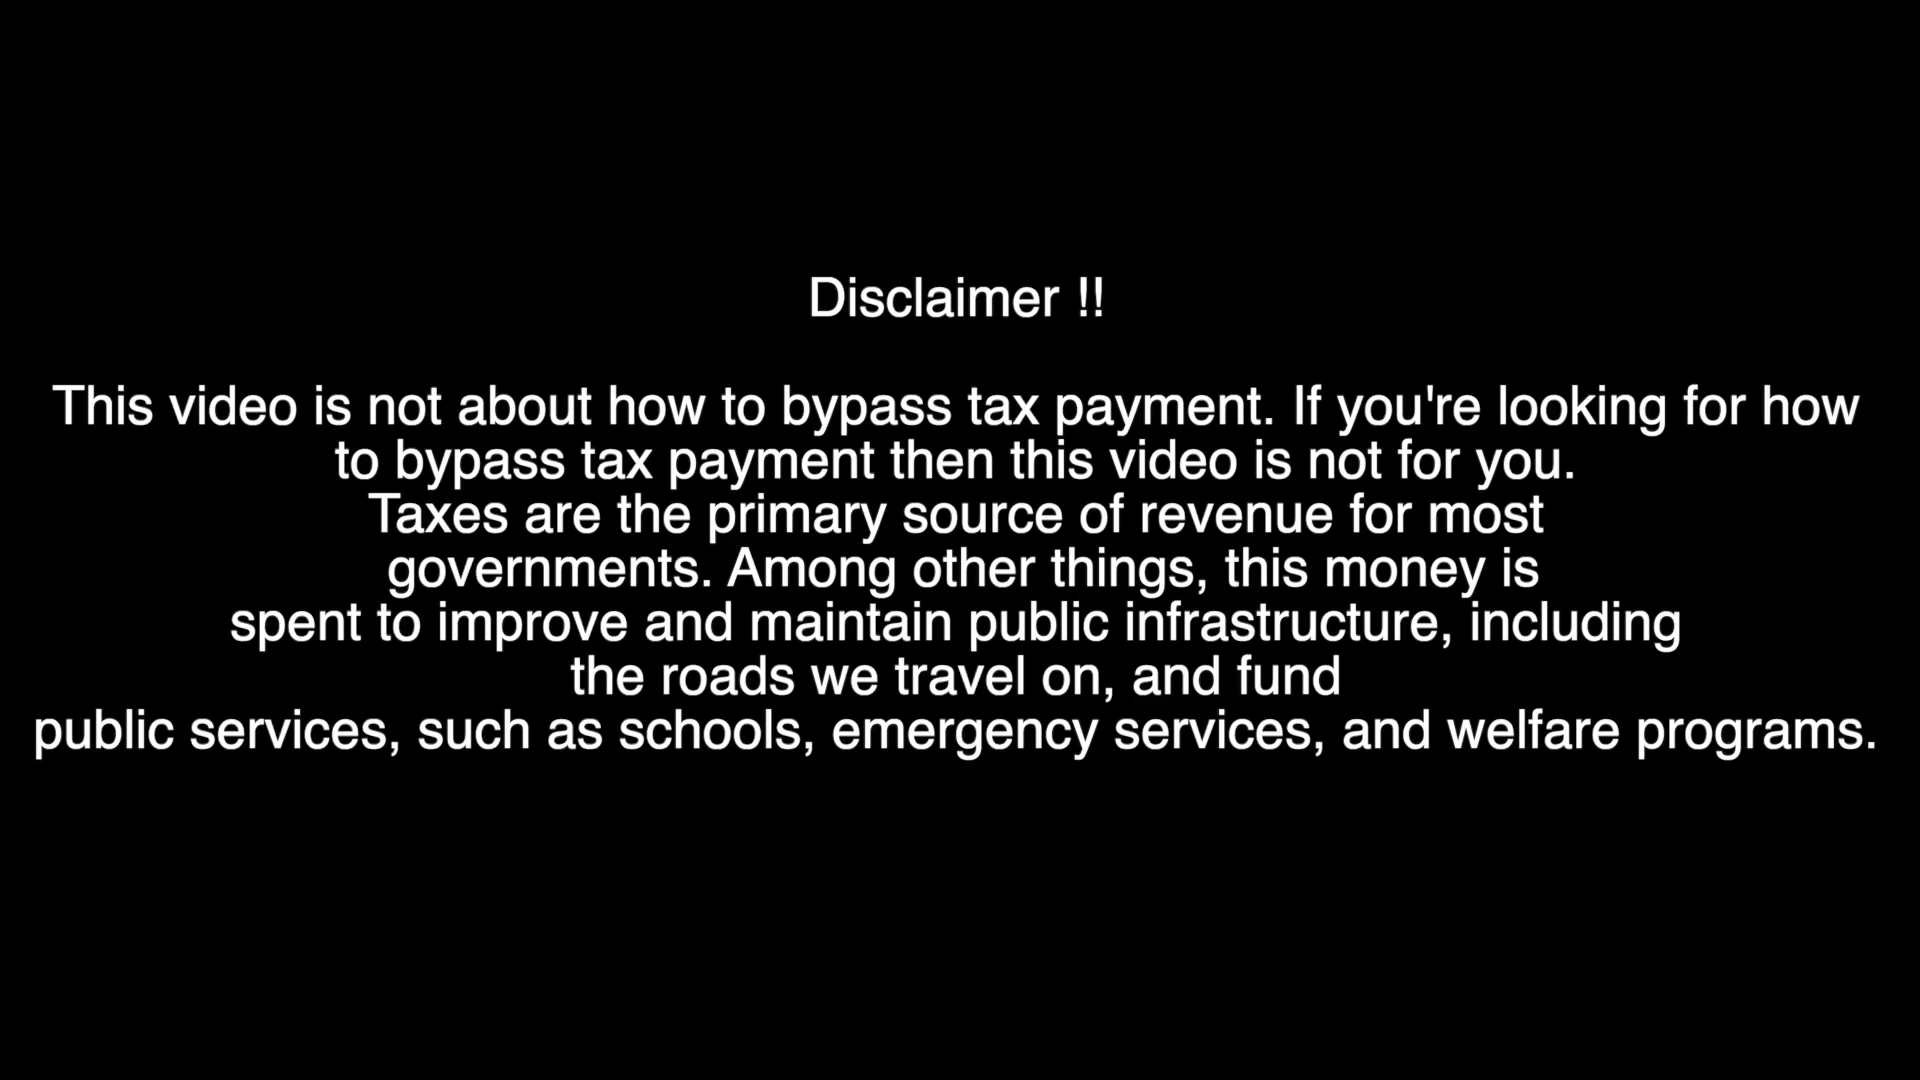 Disclaimer !!
This video is not about how to bypass tax payment. If you're looking for how
to bypass tax payment then this video is not for you.
Taxes are the primary source of revenue for most
governments. Among other things, this money is
spent to improve and maintain public infrastructure, including
the roads we travel on, and fund
public services, such as schools, emergency services, and welfare programs.